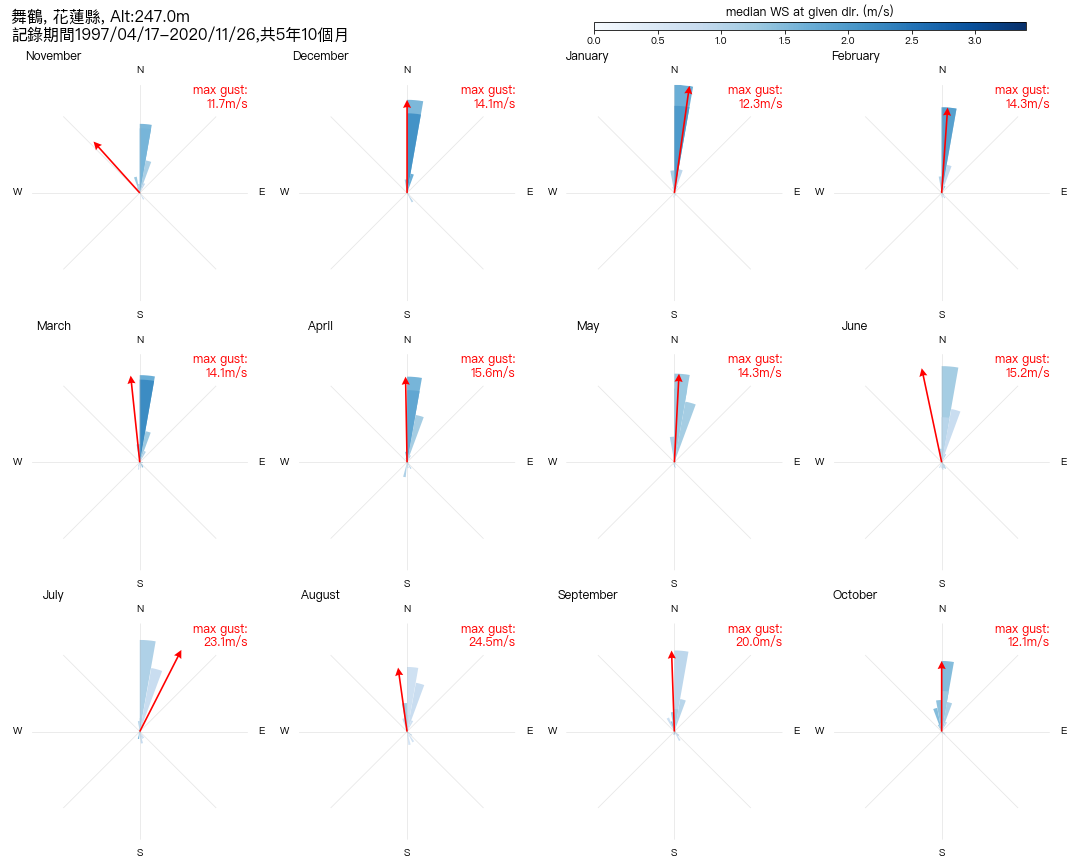 舞鶴, 花蓮縣, Alt:247.0m
記錄期間1997/04/17−2020/11/26,共5年10個月
median WS at given dir. (m/s)
0.0 0.5 1.0 1.5 2.0 2.5 3.0
November
N
max gust:
11.7m/s
W E
S
December
N
max gust:
14.1m/s
W E
S
January
N
max gust:
12.3m/s
W E
S
February
N
max gust:
14.3m/s
W E
S
March
N
max gust:
14.1m/s
W E
S
April
N
max gust:
15.6m/s
W E
S
May
N
max gust:
14.3m/s
W E
S
June
N
max gust:
15.2m/s
W E
S
July
N
max gust:
23.1m/s
W E
S
August
N
max gust:
24.5m/s
W E
S
September
N
max gust:
20.0m/s
W E
S
October
N
max gust:
12.1m/s
W E
S